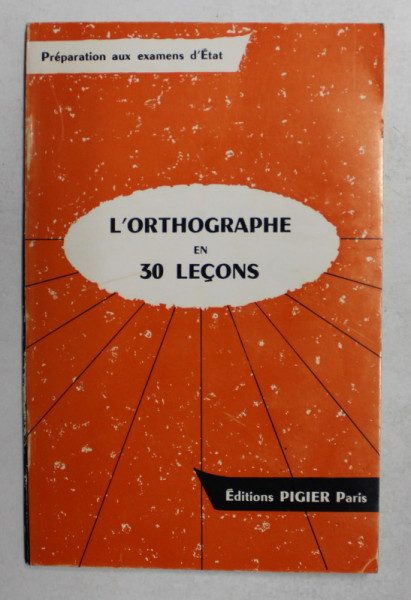 Préparation aux examens d'État
L'ORTHOGRAPHE
EN
30 LEÇONS
Éditions PIGIER Paris